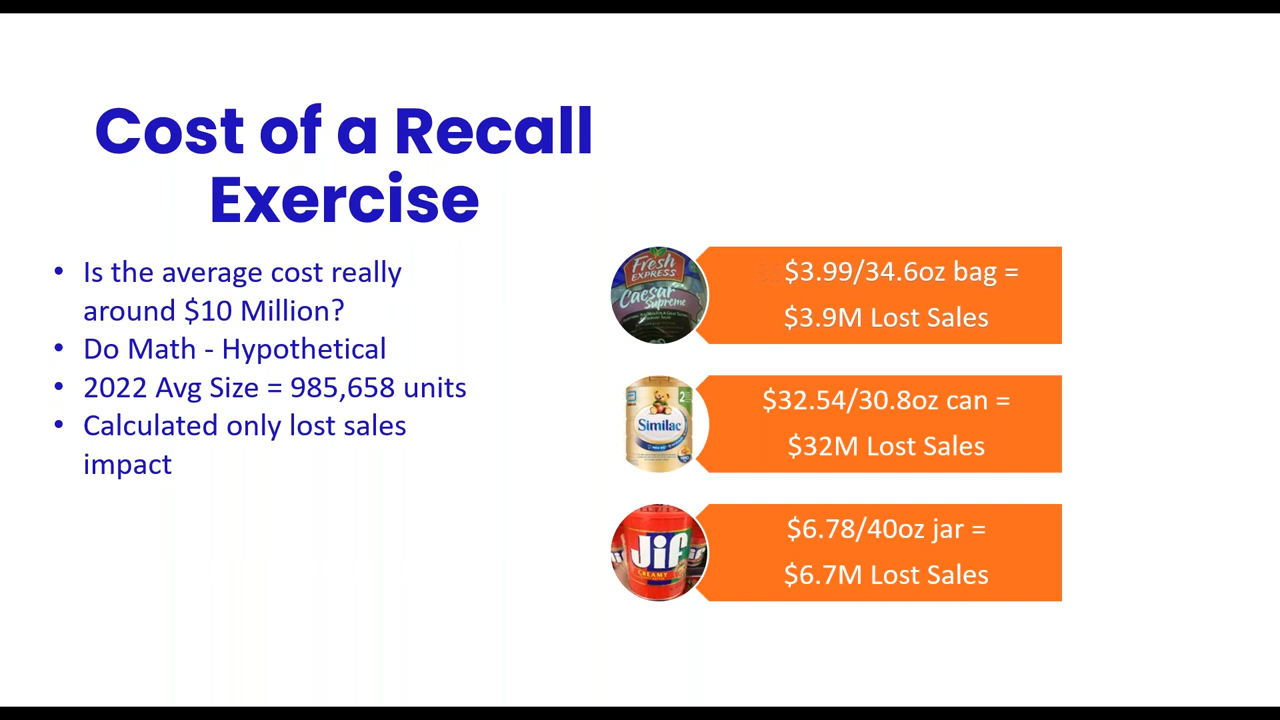 Cost of a Recall
Exercise
• Is the average cost really
around $10 Million?
• Do Math - Hypothetical
• 2022 Avg Size = 985,658 units
• Calculated only lost sales
impact
Fresh
EXPRESS
Caesar
Supreme
$3.99/34.6oz bag =
$3.9M Lost Sales
2
Similac
$32.54/30.8oz can =
$32M Lost Sales
Jif
CREAMY
$6.78/40oz jar =
$6.7M Lost Sales